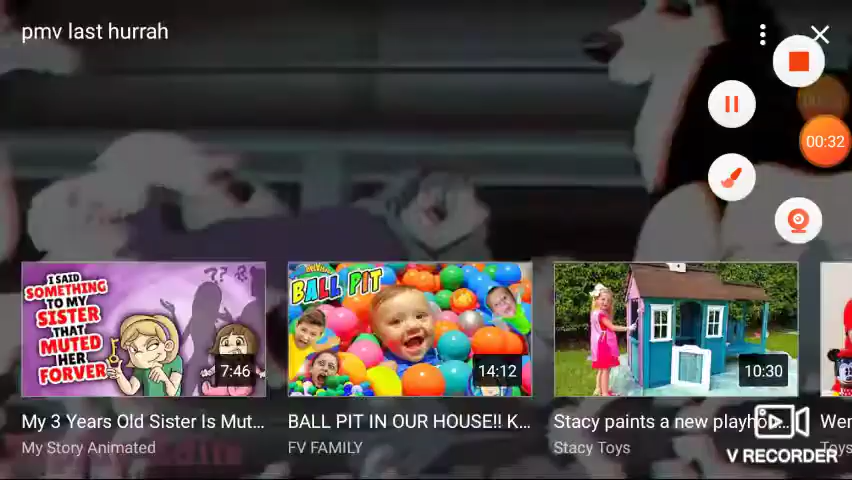 pmv last hurrah
00:32
I SAID
SOMETHING
TO MY
SISTER
THAT
MUTED
HER
FORVER
?? ?
7:46
BALL PIT
14:12
10:30
My 3 Years Old Sister Is Mut...
BALL PIT IN OUR HOUSE!! K...
Stacy paints a new playho...
Wer
My Story Animated
FV FAMILY
Stacy Toys
Toys
V RECORDER